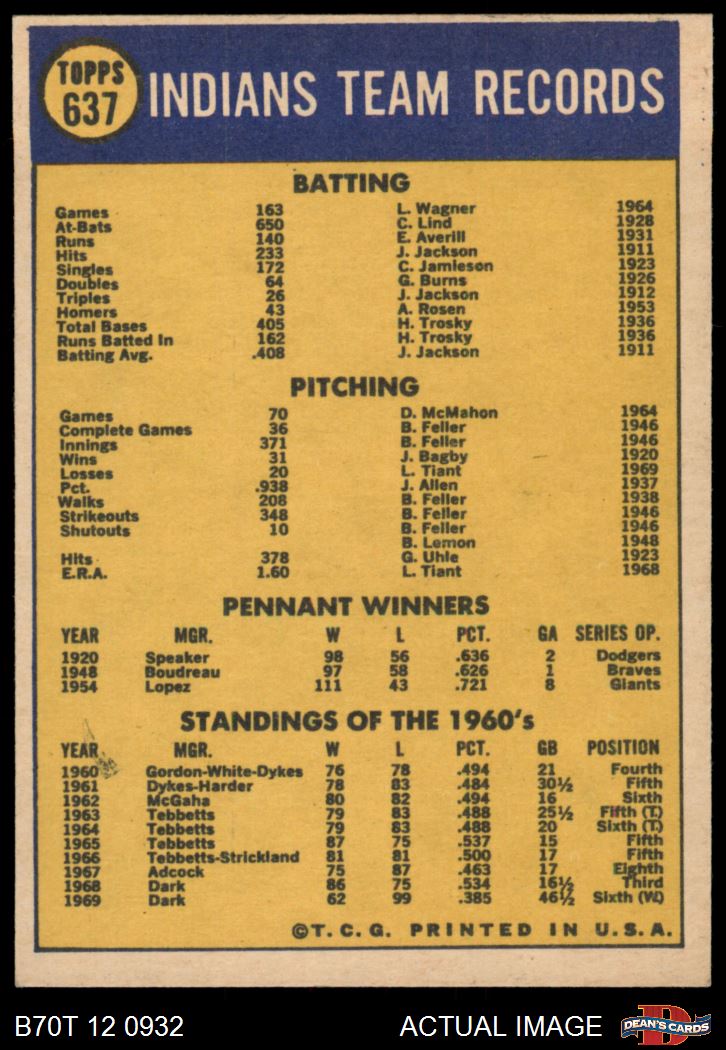 TOPPS
637
INDIANS TEAM RECORDS
BATTING
Games 163 L. Wagner 1964
At-Bats 650 C. Lind 1928
Runs 140 E. Averill 1931
Hits 233 J. Jackson 1911
Singles 172 C. Jamieson 1923
Doubles 64 G. Burns 1926
Triples 26 J. Jackson 1912
Homers 43 A. Rosen 1953
Total Bases 405 H. Trosky 1936
Runs Batted In 162 H. Trosky 1936
Batting Avg. .408 J. Jackson 1911
PITCHING
Games 70 D. McMahon 1964
Complete Games 36 B. Feller 1946
Innings 371 B. Feller 1946
Wins 31 J. Bagby 1920
Losses 20 L. Tiant 1969
Pct. .938 J. Allen 1937
Walks 208 B. Feller 1938
Strikeouts 348 B. Feller 1946
Shutouts 10 B. Feller 1946
B. Lemon 1948
Hits 378 G. Uhle 1923
E.R.A. 1.60 L. Tiant 1968
PENNANT WINNERS
YEAR MGR. W L PCT. GA SERIES OP.
1920 Speaker 98 56 .636 2 Dodgers
1948 Boudreau 97 58 .626 1 Braves
1954 Lopez 111 43 .721 8 Giants
STANDINGS OF THE 1960's
YEAR MGR. W L PCT. GB POSITION
1960 Gordon-White-Dykes 76 78 .494 21 Fourth
1961 Dykes-Harder 78 83 .484 30½ Fifth
1962 McGaha 80 82 .494 16 Sixth
1963 Tebbetts 79 83 .488 25½ Fifth (T.)
1964 Tebbetts 79 83 .488 20 Sixth (T.)
1965 Tebbetts 87 75 .537 15 Fifth
1966 Tebbetts-Strickland 81 81 .500 17 Fifth
1967 Adcock 75 87 .463 17 Eighth
1968 Dark 86 75 .534 16½ Third
1969 Dark 62 99 .385 46½ Sixth (W.)
©T.C.G. PRINTED IN U.S.A.
B70T 12 0932 ACTUAL IMAGE
D
DEAN'S CARDS